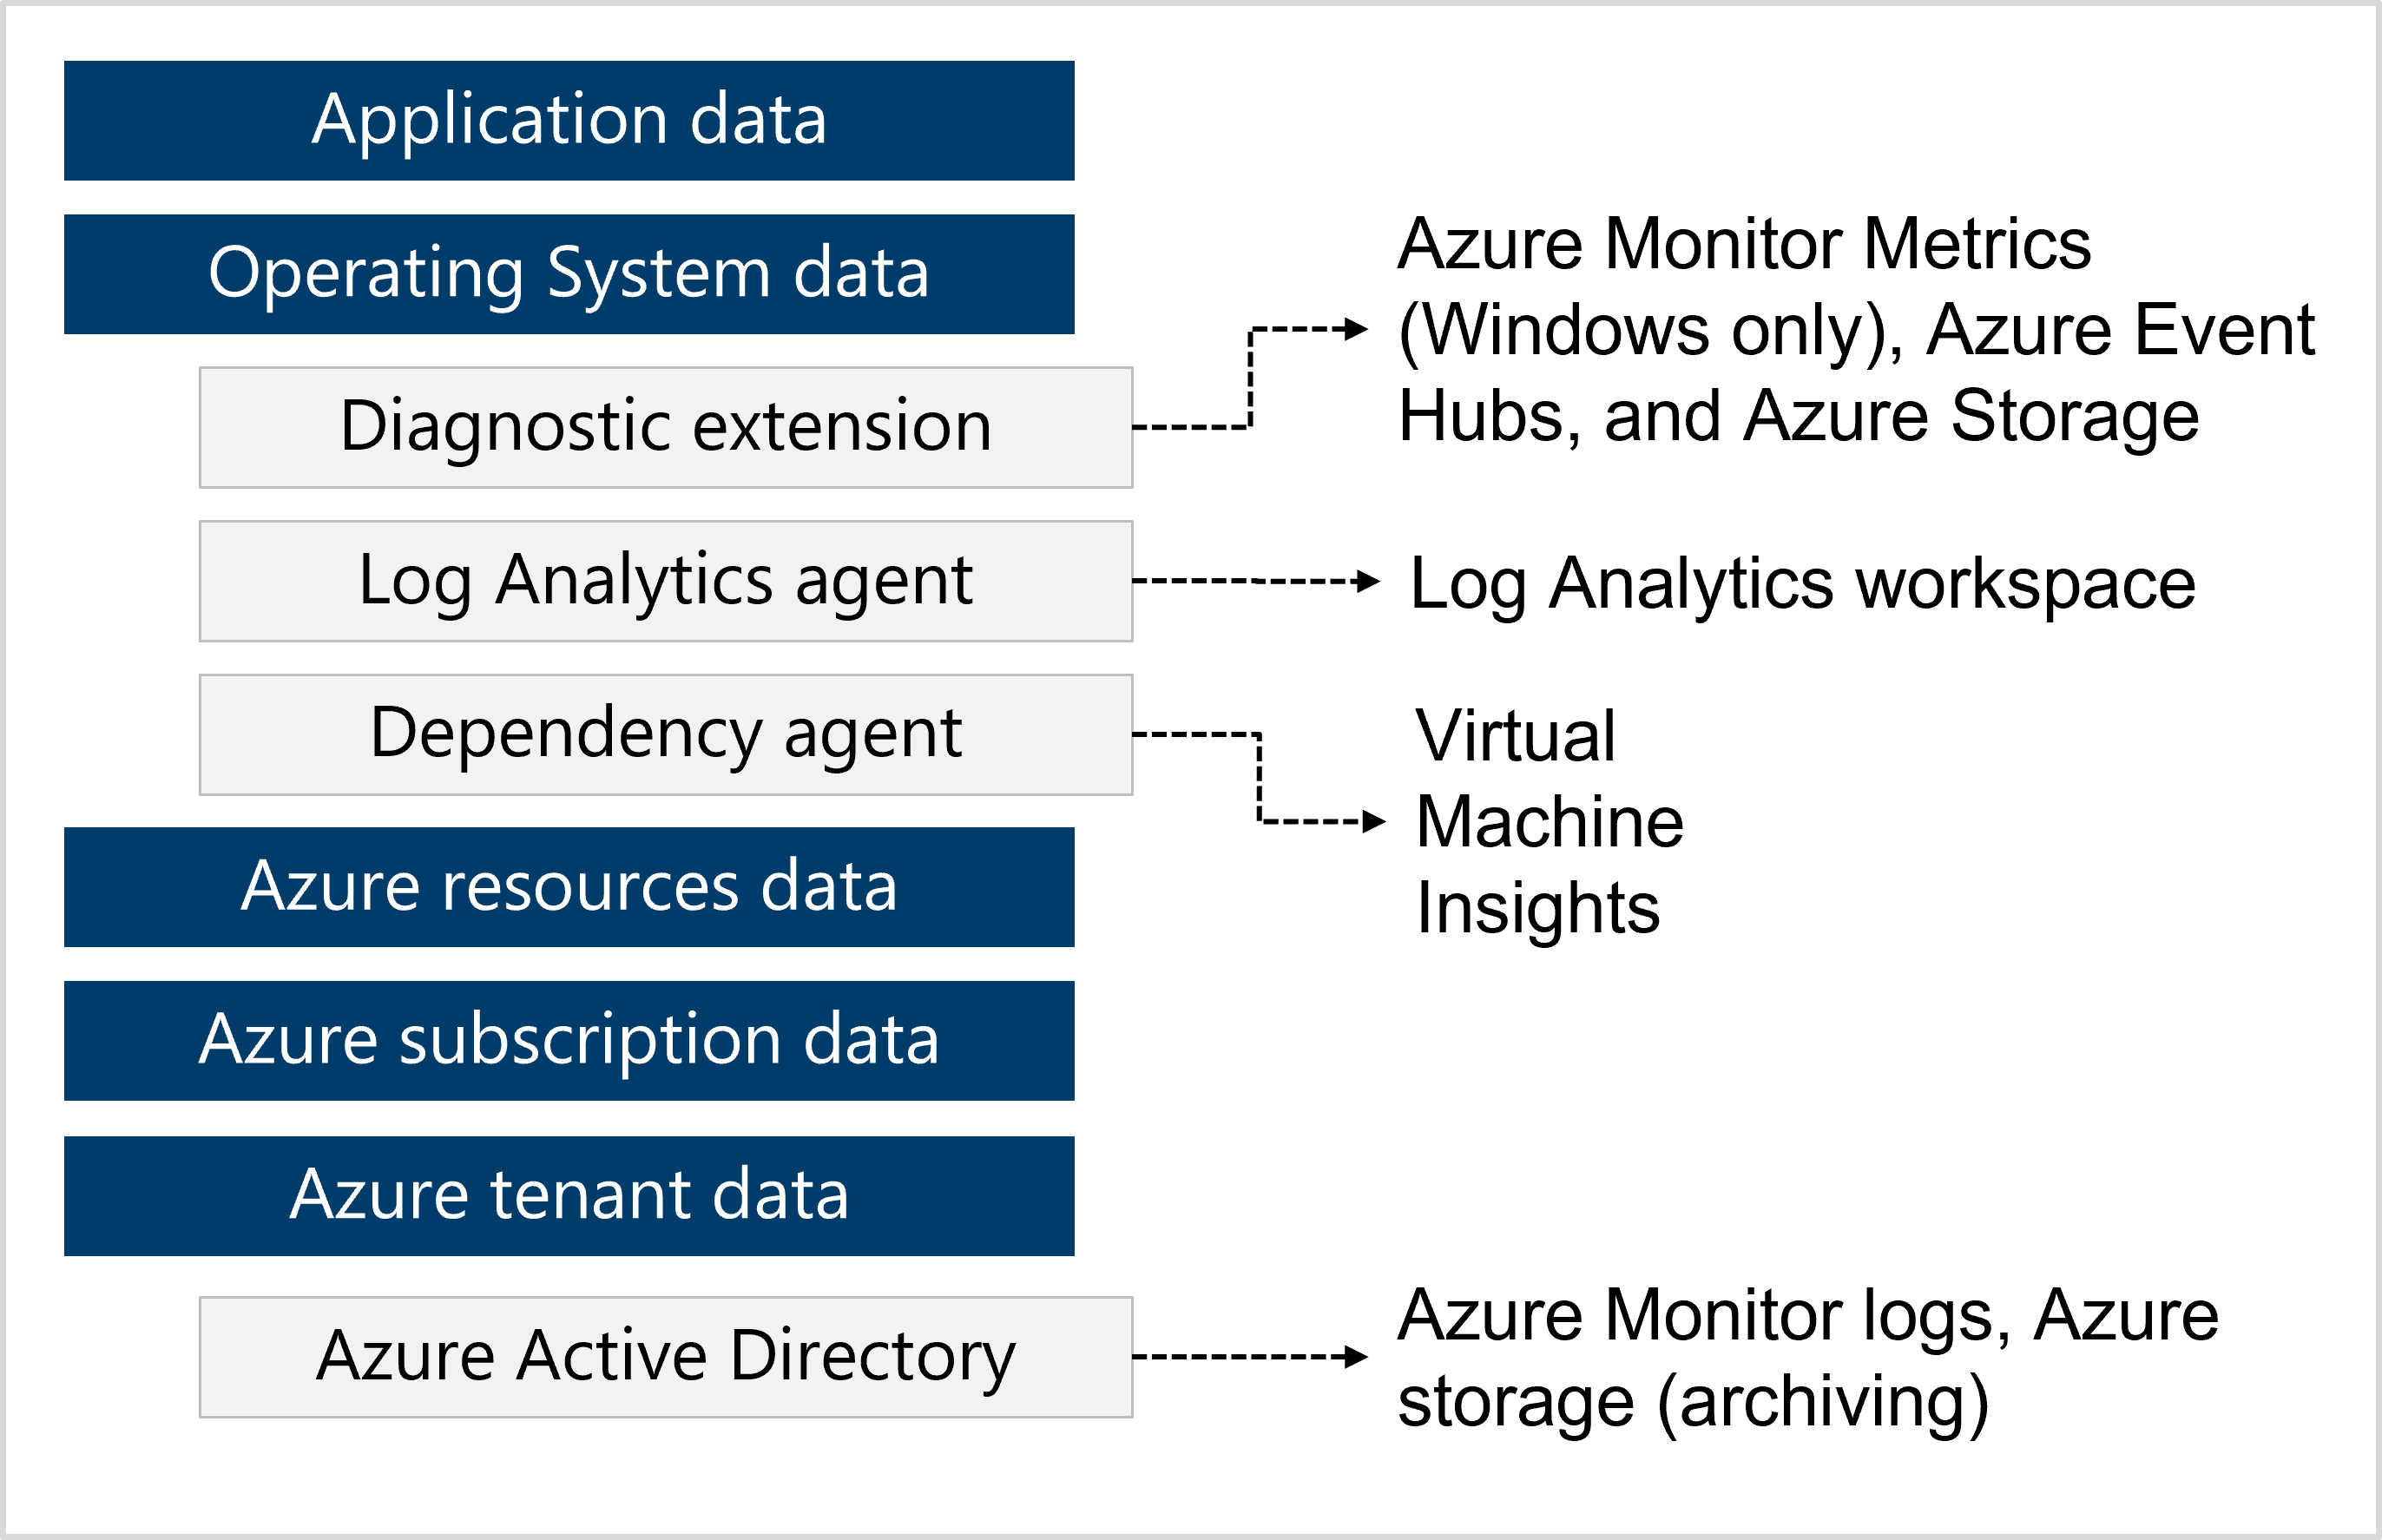 Application data
Operating System data
Diagnostic extension
Azure Monitor Metrics
(Windows only), Azure Event
Hubs, and Azure Storage
Log Analytics agent
Log Analytics workspace
Dependency agent
Virtual
Machine
Insights
Azure resources data
Azure subscription data
Azure tenant data
Azure Active Directory
Azure Monitor logs, Azure
storage (archiving)